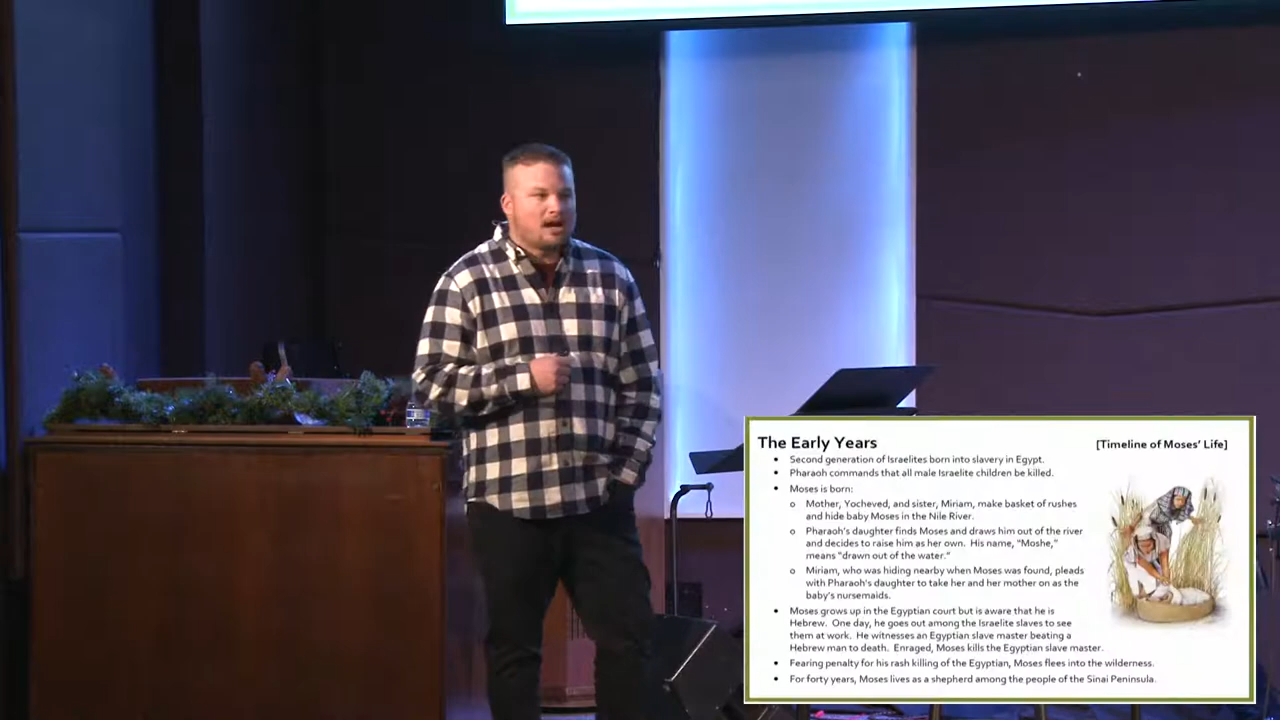 The Early Years [Timeline of Moses' Life]
• Second generation of Israelites born into slavery in Egypt.
• Pharaoh commands that all male Israelite children be killed.
• Moses is born:
o Mother, Yocheved, and sister, Miriam, make basket of rushes
and hide baby Moses in the Nile River.
o Pharaoh's daughter finds Moses and draws him out of the river
and decides to raise him as her own. His name, "Moshe,"
means "drawn out of the water."
o Miriam, who was hiding nearby when Moses was found, pleads
with Pharaoh's daughter to take her and her mother on as the
baby's nursemaids.
• Moses grows up in the Egyptian court but is aware that he is
Hebrew. One day, he goes out among the Israelite slaves to see
them at work. He witnesses an Egyptian slave master beating a
Hebrew man to death. Enraged, Moses kills the Egyptian slave master.
• Fearing penalty for his rash killing of the Egyptian, Moses flees into the wilderness.
• For forty years, Moses lives as a shepherd among the people of the Sinai Peninsula.